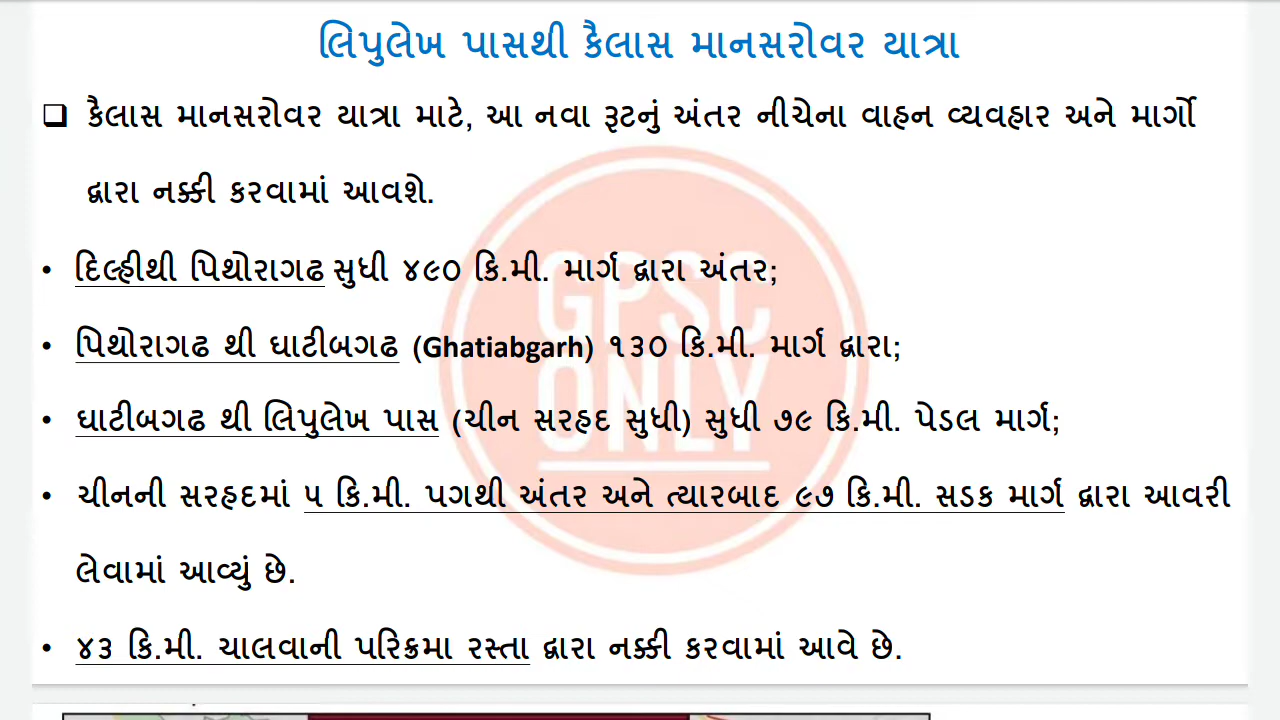 લિપુલેખ પાસથી કૈલાસ માનસરોવર યાત્રા
❑ કૈલાસ માનસરોવર યાત્રા માટે, આ નવા રૂટનું અંતર નીચેના વાહન વ્યવહાર અને માર્ગો
દ્વારા નક્કી કરવામાં આવશે.
• દિલ્હીથી પિથોરાગઢ સુધી ૪૯૦ કિ.મી. માર્ગ દ્વારા અંતર;
• પિથોરાગઢ થી ઘાટીબગઢ (Ghatiabgarh) ૧૩૦ કિ.મી. માર્ગ દ્વારા;
• ઘાટીબગઢ થી લિપુલેખ પાસ (ચીન સરહદ સુધી) સુધી ૭૯ કિ.મી. પેડલ માર્ગ;
• ચીનની સરહદમાં ૫ કિ.મી. પગથી અંતર અને ત્યારબાદ ૯૭ કિ.મી. સડક માર્ગ દ્વારા આવરી
લેવામાં આવ્યું છે.
• ૪૩ કિ.મી. ચાલવાની પરિક્રમા રસ્તા દ્વારા નક્કી કરવામાં આવે છે.
GPSC
ONLY